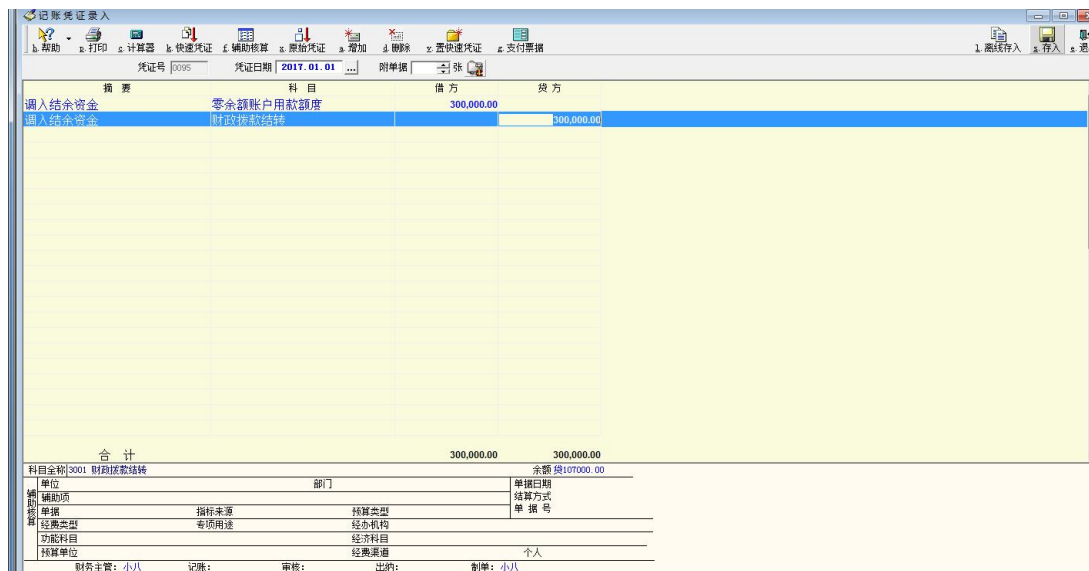 记账凭证录入
h.帮助 p.打印 c.计算器 k.快速凭证 f.辅助核算 x.原始凭证 a.增加 d.删除 y.置快速凭证 g.支付票据 l.离线存入 s.存入
凭证号 0095 凭证日期 2017.01.01 ... 附单据 张
摘 要 科 目 借 方 贷 方
调入结余资金 零余额账户用款额度 300,000.00
调入结余资金 财政拨款结转 300,000.00
合 计 300,000.00 300,000.00
科目全称 3001 财政拨款结转 余额 贷107000.00
辅助核算
单位 部门 单据日期
辅助项 结算方式
单据 指标来源 预算类型 单 据 号
经费类型 专项用途 经办机构
功能科目 经济科目
预算单位 经费渠道 个人
财务主管: 小八 记账: 审核: 出纳: 制单: 小八